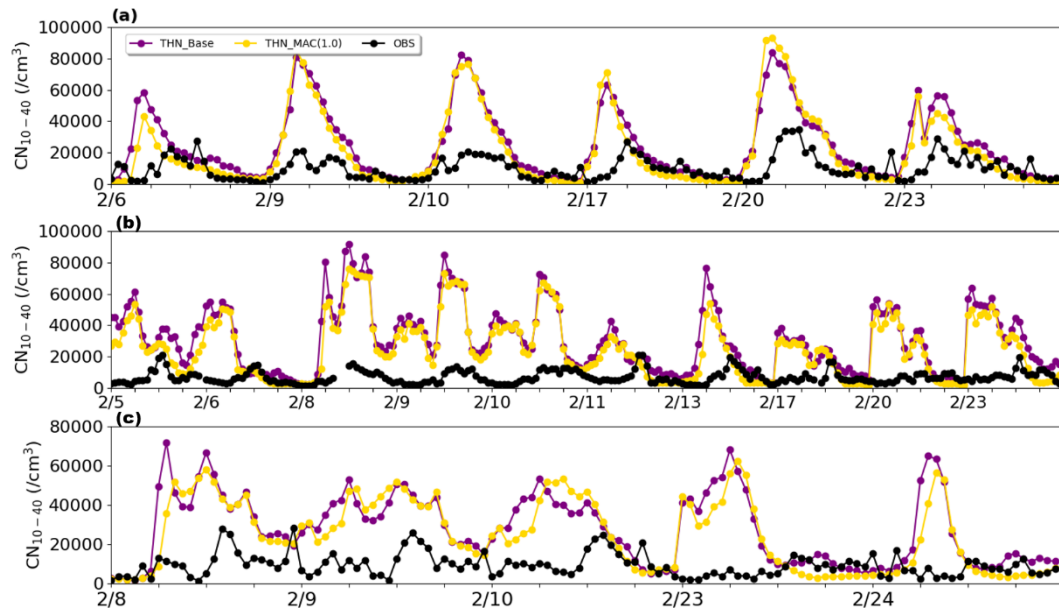 (a)
100000
80000
60000
40000
20000
0
CN10−40 (/cm3)
THN_Base THN_MAC(1.0) OBS
2/6 2/9 2/10 2/17 2/20 2/23
(b)
100000
80000
60000
40000
20000
0
CN10−40 (/cm3)
2/5 2/6 2/8 2/9 2/10 2/11 2/13 2/17 2/20 2/23
(c)
80000
60000
40000
20000
0
CN10−40 (/cm3)
2/8 2/9 2/10 2/23 2/24